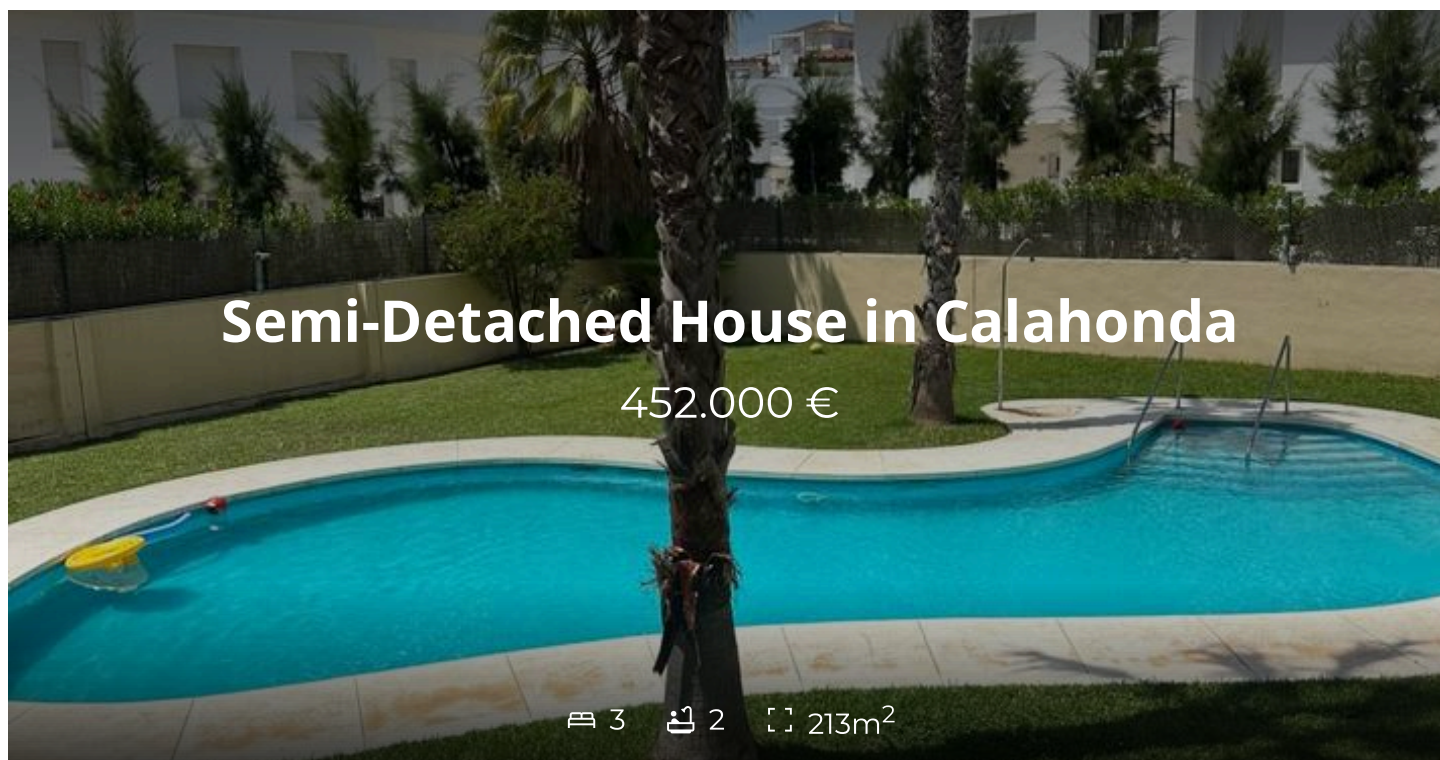 Semi-Detached House in Calahonda
452.000 €
3 2 213m²